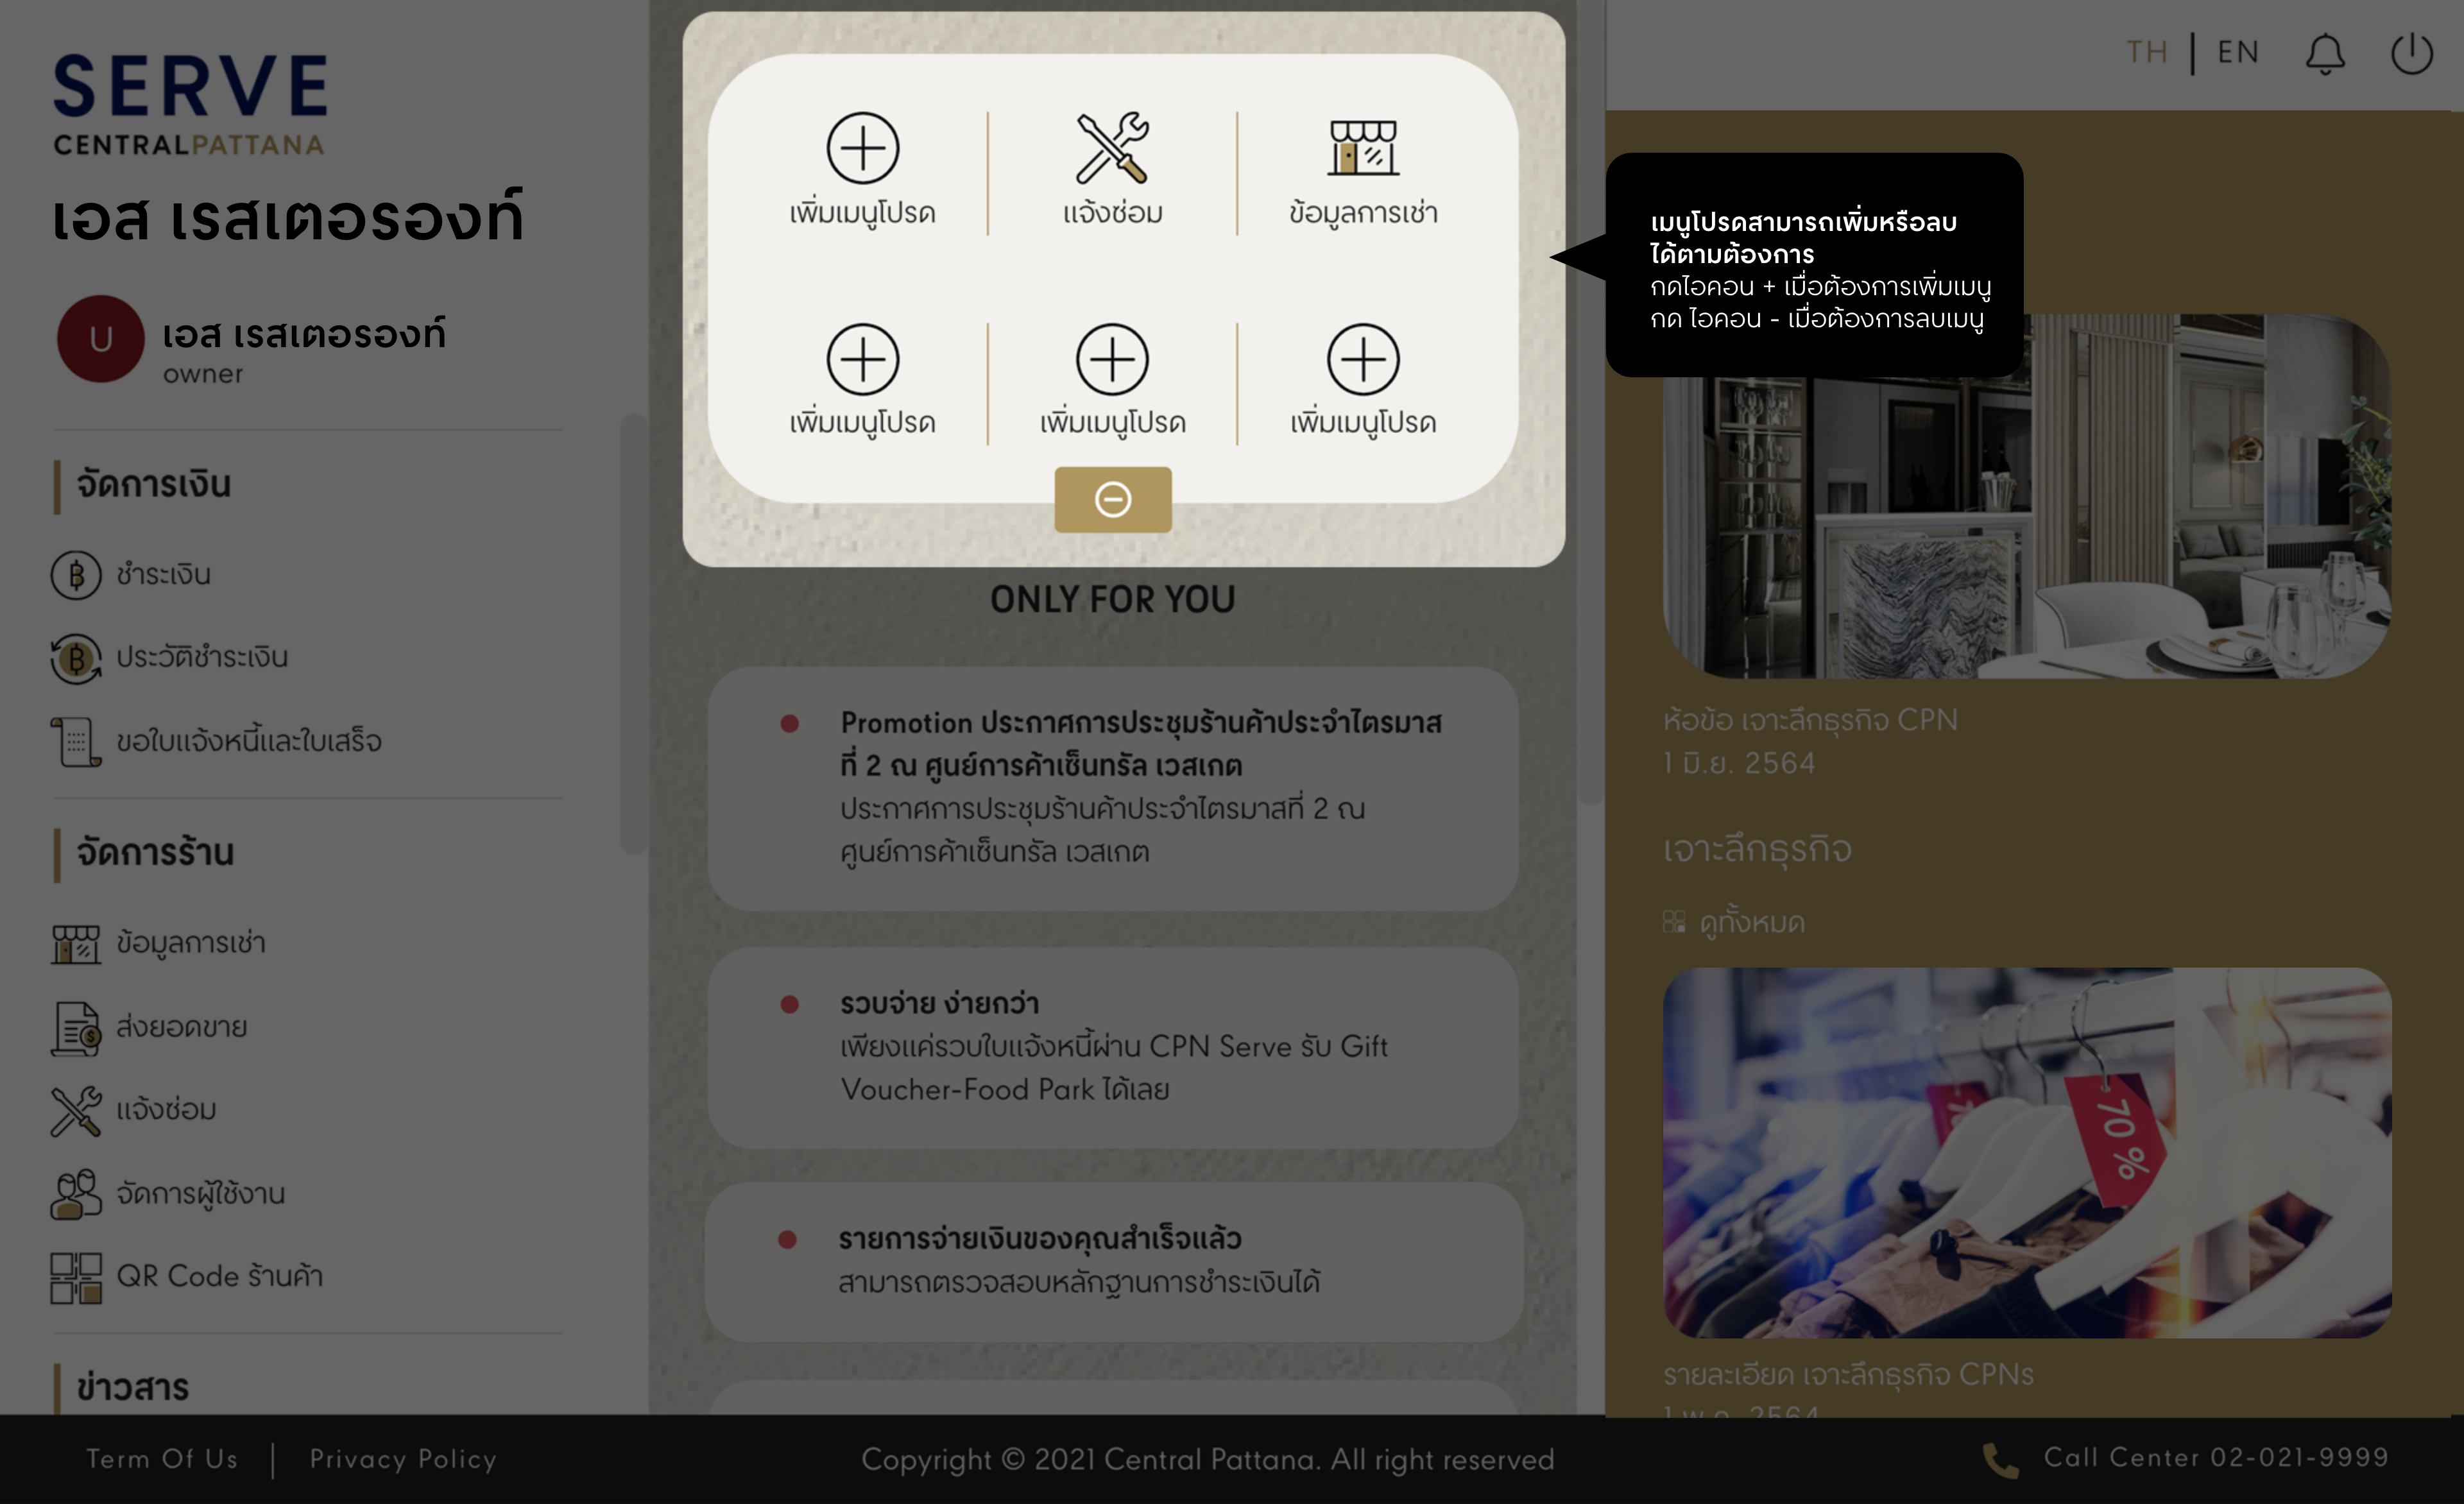 SERVE
CENTRALPATTANA
เอส เรสเตอรองท์
U
เอส เรสเตอรองท์
owner
จัดการเงิน
ชำระเงิน
ประวัติชำระเงิน
ขอใบแจ้งหนี้และใบเสร็จ
จัดการร้าน
ข้อมูลการเช่า
ส่งยอดขาย
แจ้งซ่อม
จัดการผู้ใช้งาน
QR Code ร้านค้า
ข่าวสาร
เพิ่มเมนูโปรด
แจ้งซ่อม
ข้อมูลการเช่า
เพิ่มเมนูโปรด
เพิ่มเมนูโปรด
เพิ่มเมนูโปรด
ONLY FOR YOU
Promotion ประกาศการประชุมร้านค้าประจำไตรมาส
ที่ 2 ณ ศูนย์การค้าเซ็นทรัล เวสเกต
ประกาศการประชุมร้านค้าประจำไตรมาสที่ 2 ณ
ศูนย์การค้าเซ็นทรัล เวสเกต
รวบจ่าย ง่ายกว่า
เพียงแค่รวบใบแจ้งหนี้ผ่าน CPN Serve รับ Gift
Voucher-Food Park ได้เลย
รายการจ่ายเงินของคุณสำเร็จแล้ว
สามารถตรวจสอบหลักฐานการชำระเงินได้
TH | EN
เมนูโปรดสามารถเพิ่มหรือลบ
ได้ตามต้องการ
กดไอคอน + เมื่อต้องการเพิ่มเมนู
กด ไอคอน - เมื่อต้องการลบเมนู
ห้อข้อ เจาะลึกธุรกิจ CPN
1 มิ.ย. 2564
เจาะลึกธุรกิจ
ดูทั้งหมด
70 %
รายละเอียด เจาะลึกธุรกิจ CPNs
1 พ.ค. 2564
Term Of Us | Privacy Policy
Copyright © 2021 Central Pattana. All right reserved
Call Center 02-021-9999